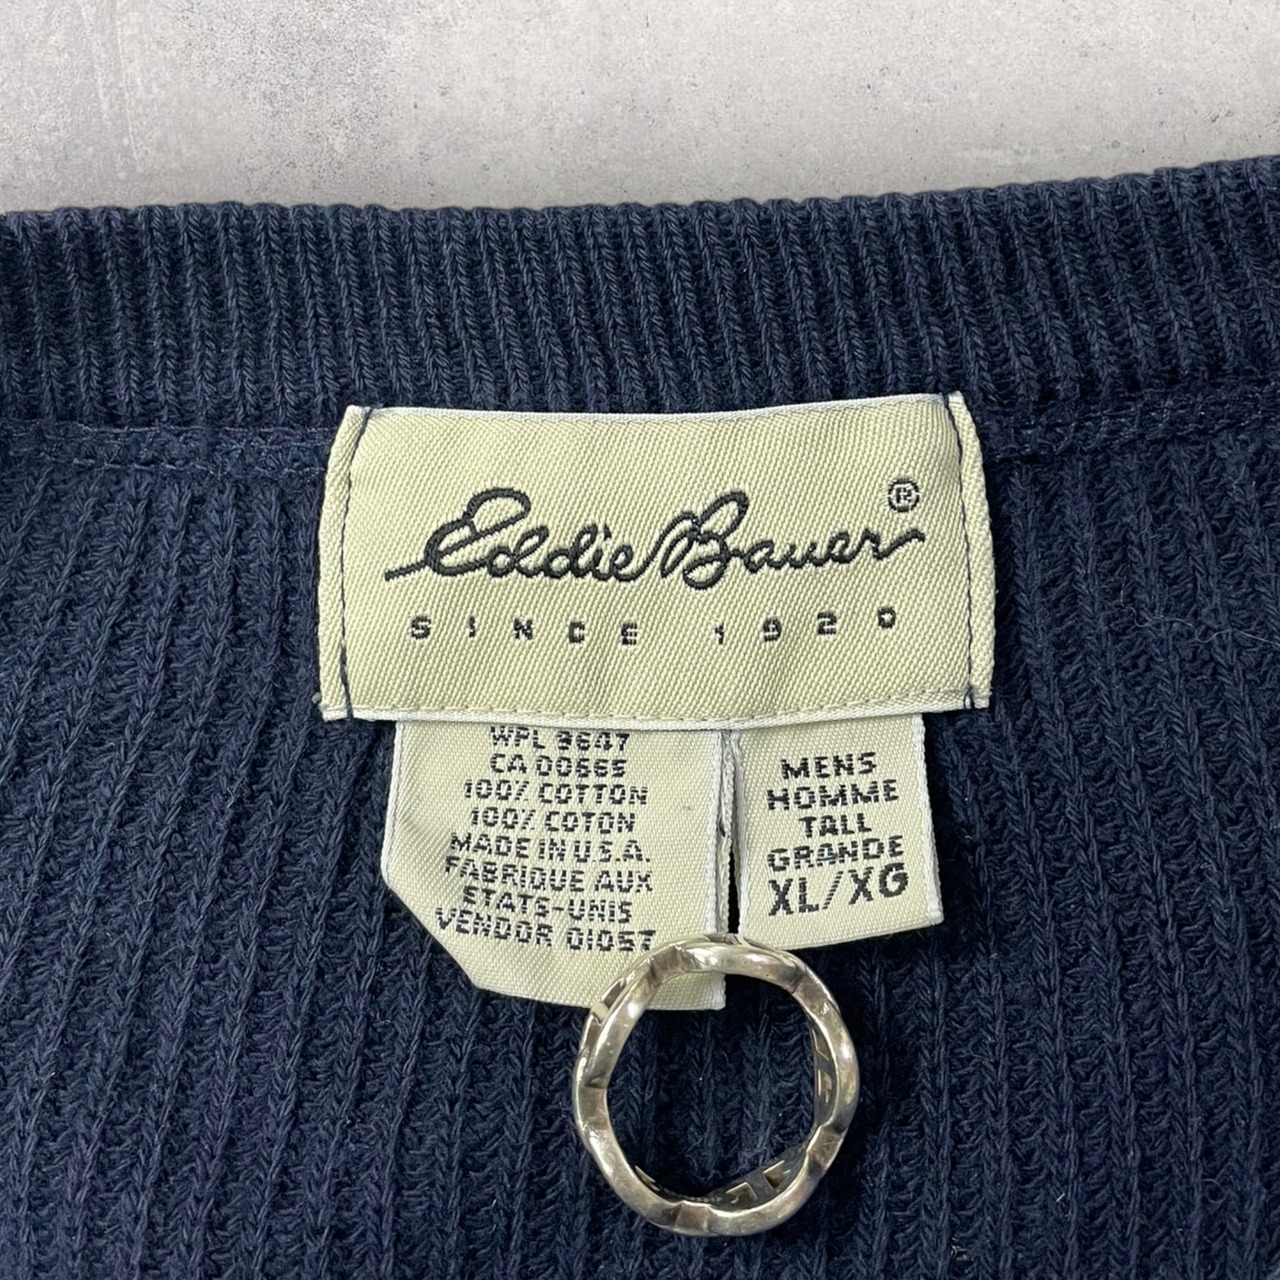 Eddie Bauer®
SINCE 1920
WPL 9647
CA 00665
100% COTTON
100% COTON
MADE IN U.S.A.
FABRIQUE AUX
ETATS-UNIS
VENDOR 01057
MENS
HOMME
TALL
GRANDE
XL/XG